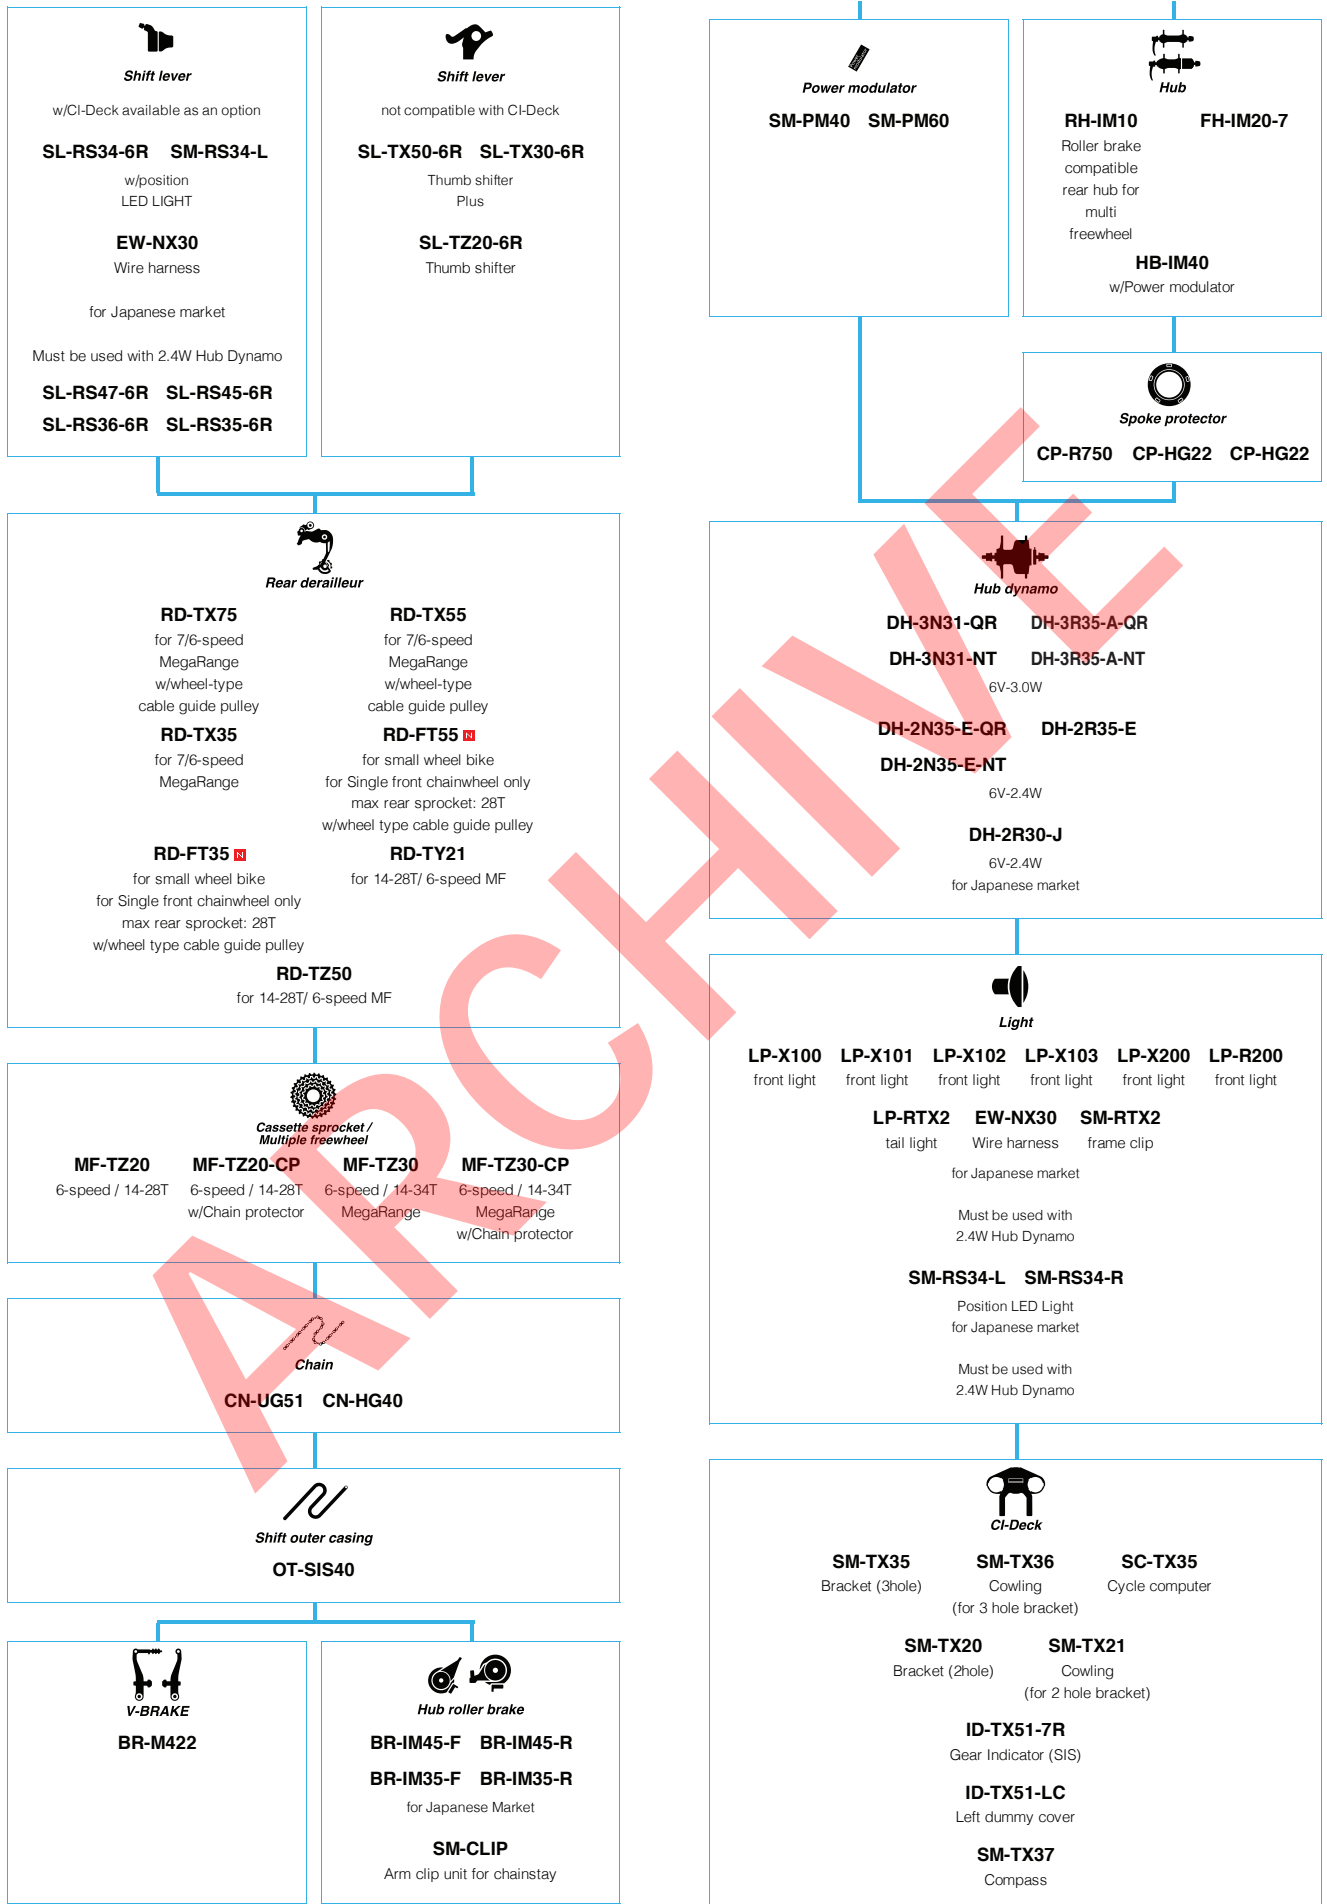 Shift lever
w/CI-Deck available as an option
SL-RS34-6R SM-RS34-L
w/position
LED LIGHT
EW-NX30
Wire harness
for Japanese market
Must be used with 2.4W Hub Dynamo
SL-RS47-6R SL-RS45-6R
SL-RS36-6R SL-RS35-6R
Shift lever
not compatible with CI-Deck
SL-TX50-6R SL-TX30-6R
Thumb shifter
Plus
SL-TZ20-6R
Thumb shifter
Rear derailleur
RD-TX75 RD-TX55
for 7/6-speed for 7/6-speed
MegaRange MegaRange
w/wheel-type w/wheel-type
cable guide pulley cable guide pulley
RD-TX35 RD-FT55 N
for 7/6-speed for small wheel bike
MegaRange for Single front chainwheel only
max rear sprocket: 28T
w/wheel type cable guide pulley
RD-FT35 N RD-TY21
for small wheel bike for 14-28T/ 6-speed MF
for Single front chainwheel only
max rear sprocket: 28T
w/wheel type cable guide pulley
RD-TZ50
for 14-28T/ 6-speed MF
Cassette sprocket /
Multiple freewheel
MF-TZ20 MF-TZ20-CP MF-TZ30 MF-TZ30-CP
6-speed / 14-28T 6-speed / 14-28T 6-speed / 14-34T 6-speed / 14-34T
w/Chain protector MegaRange MegaRange
w/Chain protector
Chain
CN-UG51 CN-HG40
Shift outer casing
OT-SIS40
V-BRAKE
BR-M422
Hub roller brake
BR-IM45-F BR-IM45-R
BR-IM35-F BR-IM35-R
for Japanese Market
SM-CLIP
Arm clip unit for chainstay
Power modulator
SM-PM40 SM-PM60
Hub
RH-IM10 FH-IM20-7
Roller brake
compatible
rear hub for
multi
freewheel
HB-IM40
w/Power modulator
Spoke protector
CP-R750 CP-HG22 CP-HG22
Hub dynamo
DH-3N31-QR DH-3R35-A-QR
DH-3N31-NT DH-3R35-A-NT
6V-3.0W
DH-2N35-E-QR DH-2R35-E
DH-2N35-E-NT
6V-2.4W
DH-2R30-J
6V-2.4W
for Japanese market
Light
LP-X100 LP-X101 LP-X102 LP-X103 LP-X200 LP-R200
front light front light front light front light front light front light
LP-RTX2 EW-NX30 SM-RTX2
tail light Wire harness frame clip
for Japanese market
Must be used with
2.4W Hub Dynamo
SM-RS34-L SM-RS34-R
Position LED Light
for Japanese market
Must be used with
2.4W Hub Dynamo
CI-Deck
SM-TX35 SM-TX36 SC-TX35
Bracket (3hole) Cowling Cycle computer
(for 3 hole bracket)
SM-TX20 SM-TX21
Bracket (2hole) Cowling
(for 2 hole bracket)
ID-TX51-7R
Gear Indicator (SIS)
ID-TX51-LC
Left dummy cover
SM-TX37
Compass
ARCHIVE